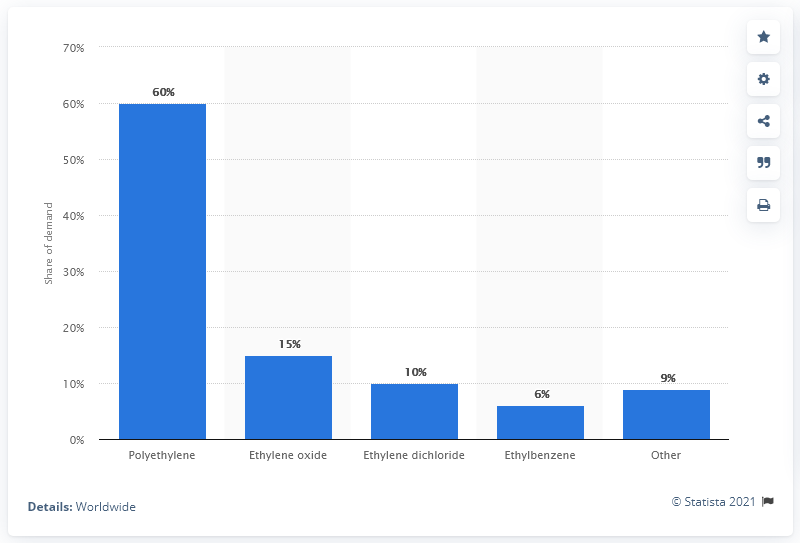 70%
60%
50%
40%
30%
20%
10%
0%
Share of demand
60%
15%
10%
6%
9%
Polyethylene
Ethylene oxide
Ethylene dichloride
Ethylbenzene
Other
Details: Worldwide
© Statista 2021